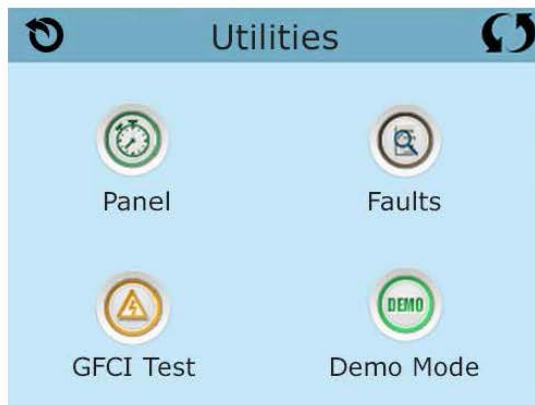 Utilities
Panel
Faults
DEMO
GFCI Test
Demo Mode